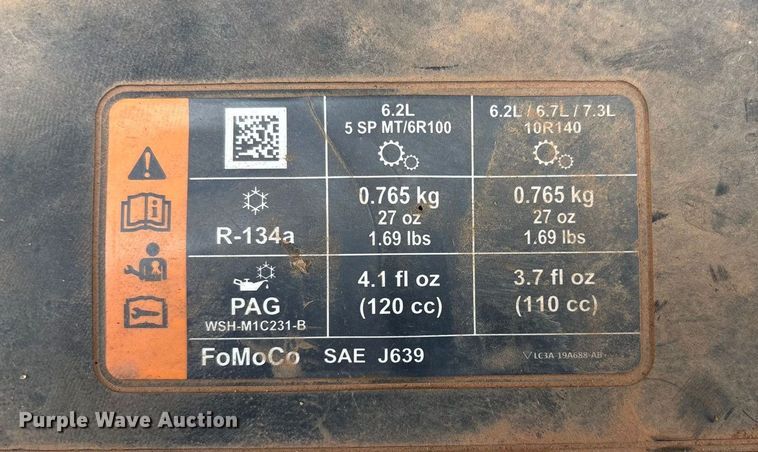 6.2L
5 SP MT/6R100
6.2L / 6.7L / 7.3L
10R140
R-134a
0.765 kg
27 oz
1.69 lbs
0.765 kg
27 oz
1.69 lbs
PAG
WSH-M1C231-B
4.1 fl oz
(120 cc)
3.7 fl oz
(110 cc)
FoMoCo SAE J639
LC3A-19A688-AB
Purple Wave Auction